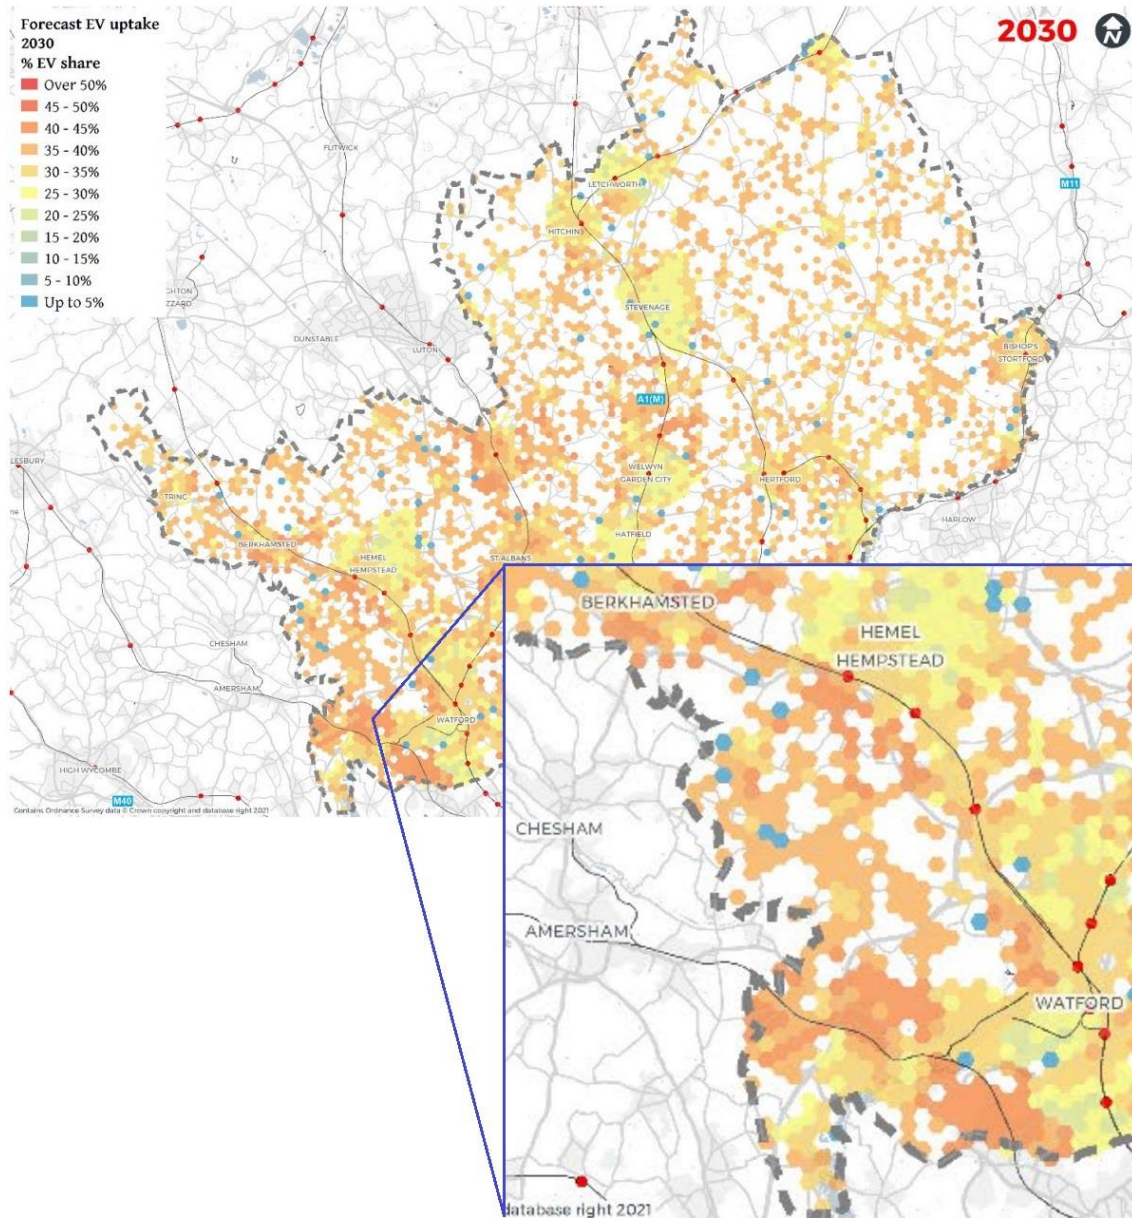 Forecast EV uptake
2030
% EV share
Over 50%
45 - 50%
40 - 45%
35 - 40%
30 - 35%
25 - 30%
20 - 25%
15 - 20%
10 - 15%
5 - 10%
Up to 5%
2030
N
FLITWICK
M11
LETCHWORTH
HITCHIN
GHTON
ZZARD
STEVENAGE
DUNSTABLE
LUTON
BISHOP'S
STORTFORD
A1(M)
LESBURY
TRING
WELWYN
GARDEN CITY
HERTFORD
HARLOW
BERKHAMSTED
HEMEL
HEMPSTEAD
ST ALBANS
HATFIELD
CHESHAM
AMERSHAM
WATFORD
HIGH WYCOMBE
M40
Contains Ordnance Survey data © Crown copyright and database right 2021
BERKHAMSTED
HEMEL
HEMPSTEAD
CHESHAM
AMERSHAM
WATFORD
database right 2021